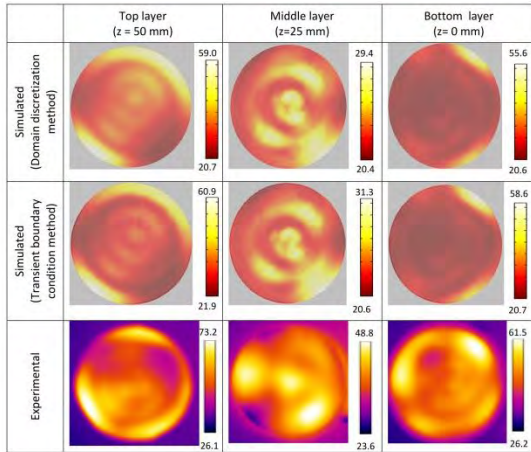 Top layer
(z = 50 mm)
Middle layer
(z=25 mm)
Bottom layer
(z= 0 mm)
Simulated
(Domain discretization
method)
59.0
20.7
29.4
20.4
55.6
20.6
Simulated
(Transient boundary
condition method)
60.9
21.9
31.3
20.6
58.6
20.7
Experimental
73.2
26.1
48.8
23.6
61.5
26.2